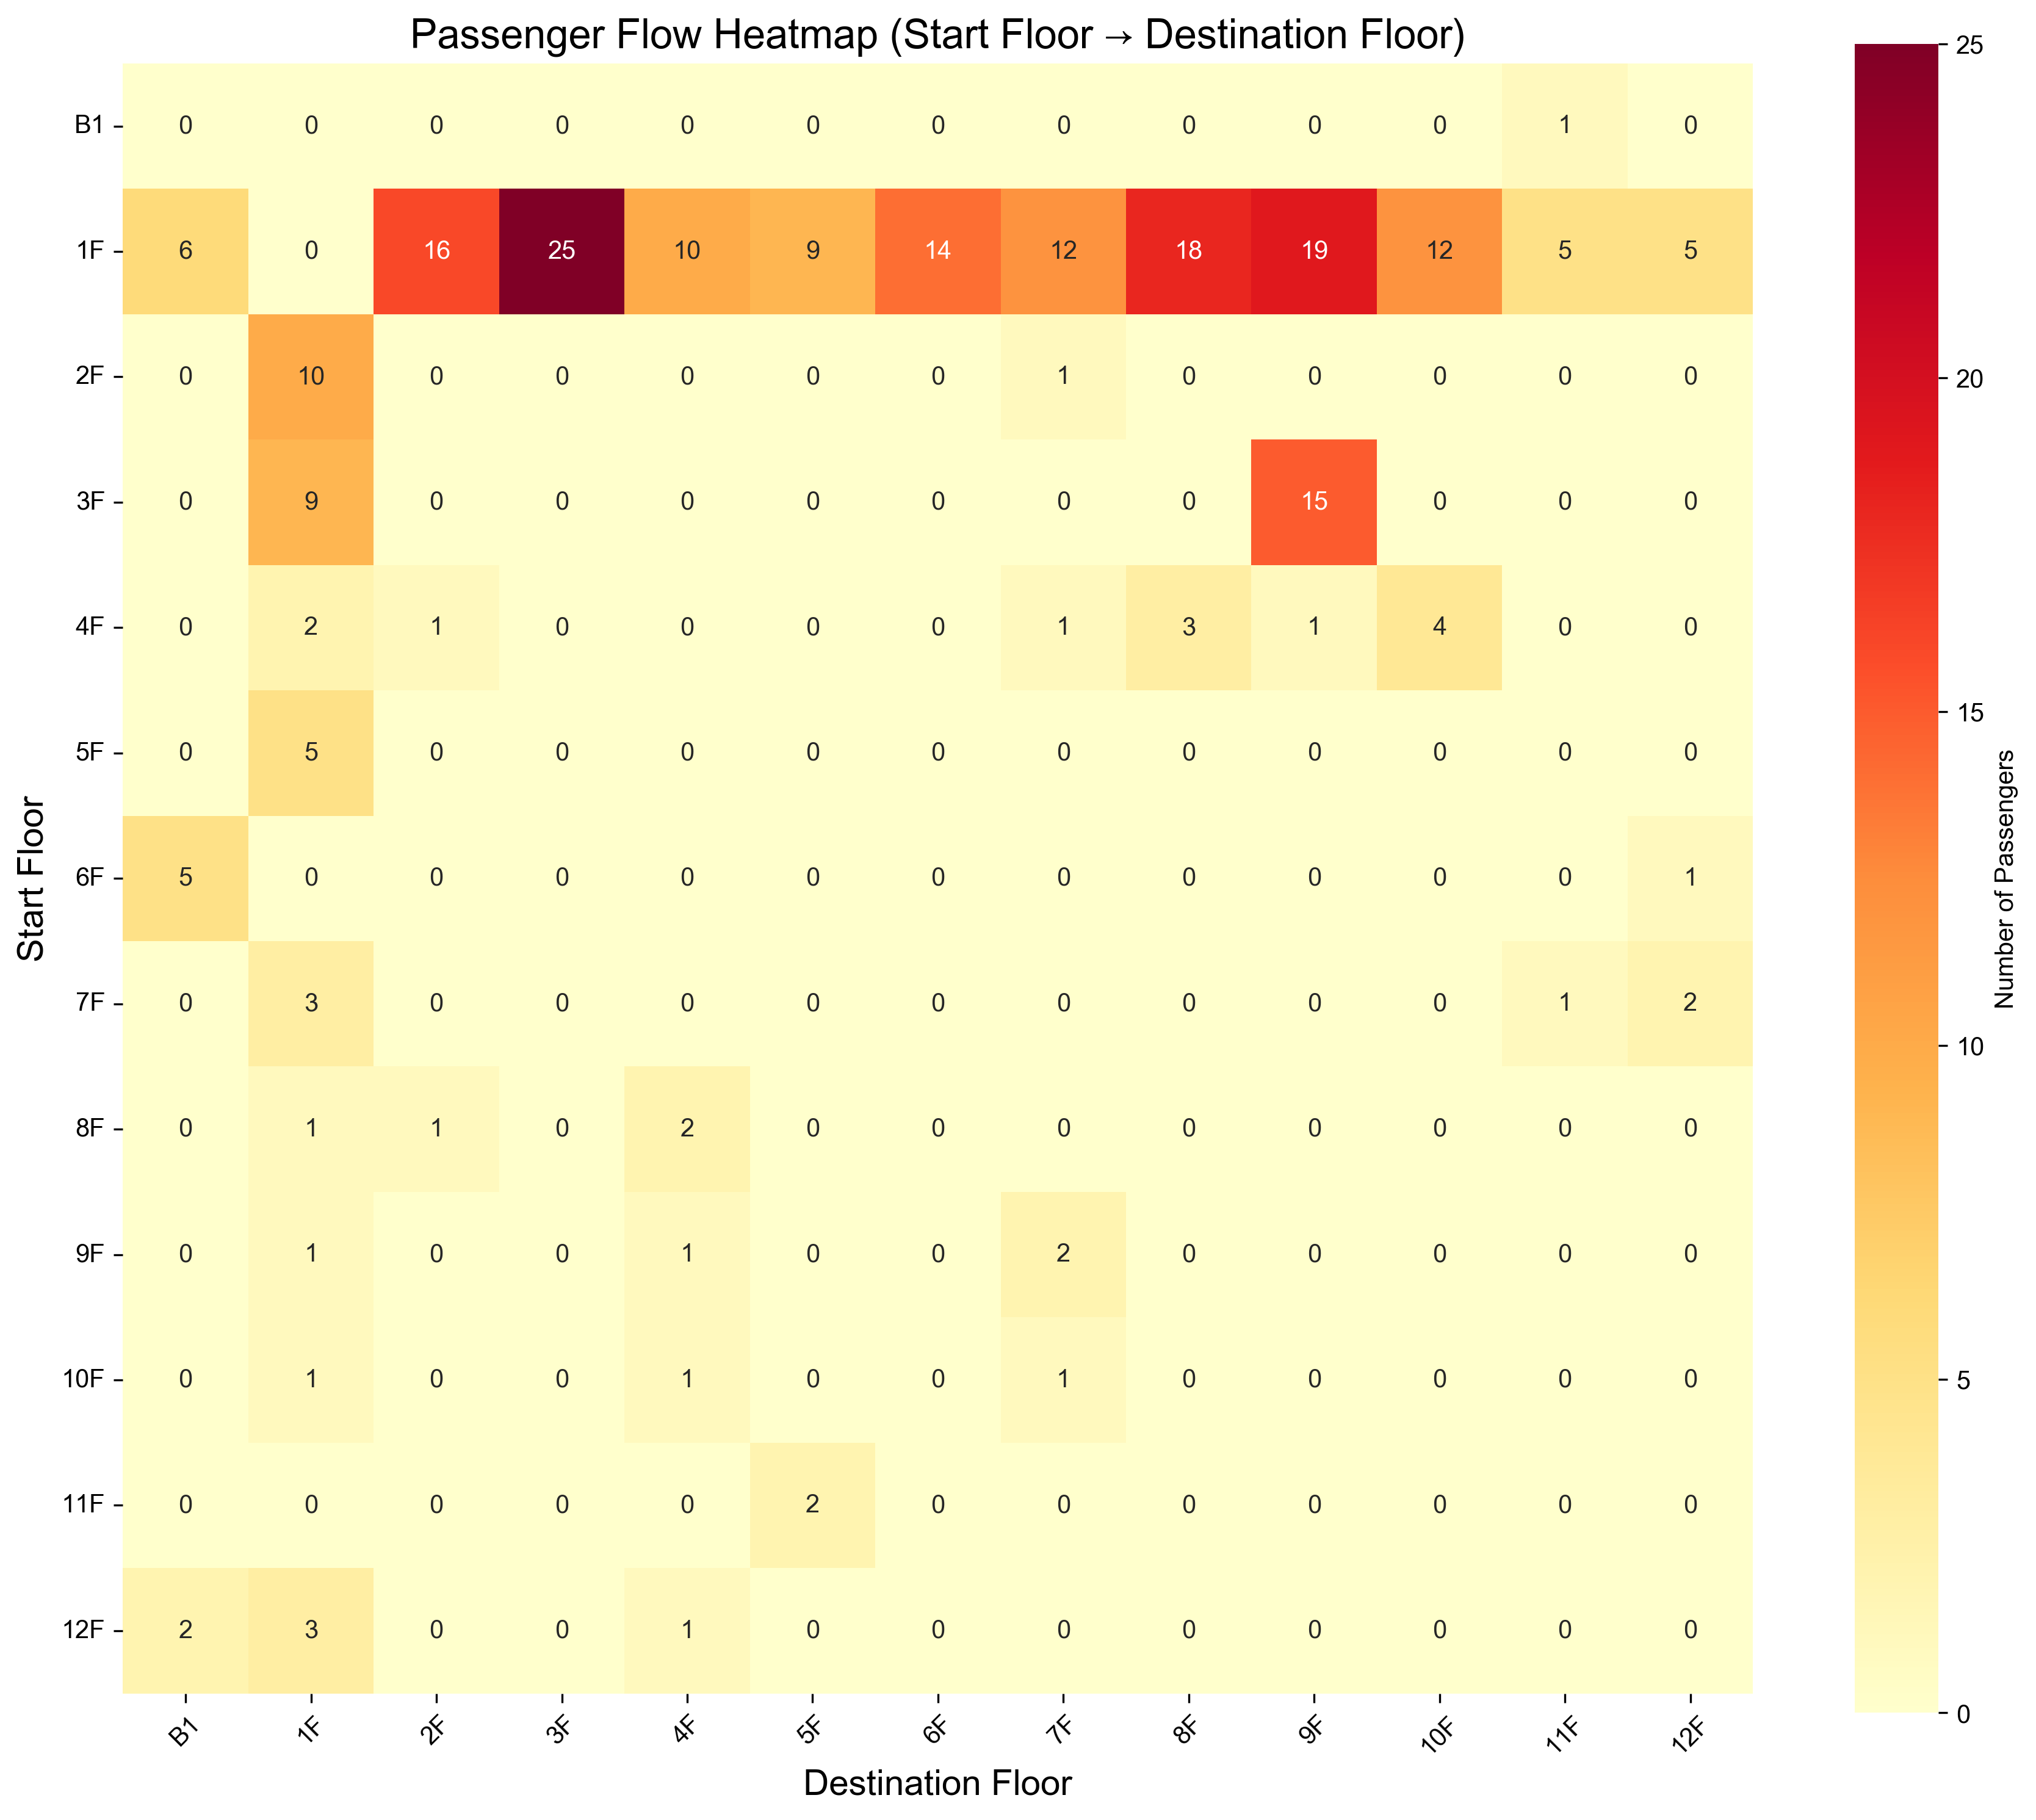 Passenger Flow Heatmap (Start Floor → Destination Floor)
B1 0 0 0 0 0 0 0 0 0 0 0 1 0
1F 6 0 16 25 10 9 14 12 18 19 12 5 5
2F 0 10 0 0 0 0 0 1 0 0 0 0 0
3F 0 9 0 0 0 0 0 0 0 15 0 0 0
4F 0 2 1 0 0 0 0 1 3 1 4 0 0
5F 0 5 0 0 0 0 0 0 0 0 0 0 0
6F 5 0 0 0 0 0 0 0 0 0 0 0 1
7F 0 3 0 0 0 0 0 0 0 0 0 1 2
8F 0 1 1 0 2 0 0 0 0 0 0 0 0
9F 0 1 0 0 1 0 0 2 0 0 0 0 0
10F 0 1 0 0 1 0 0 1 0 0 0 0 0
11F 0 0 0 0 0 2 0 0 0 0 0 0 0
12F 2 3 0 0 1 0 0 0 0 0 0 0 0
B1 1F 2F 3F 4F 5F 6F 7F 8F 9F 10F 11F 12F
Start Floor
Destination Floor
25
20
15
10
5
0
Number of Passengers